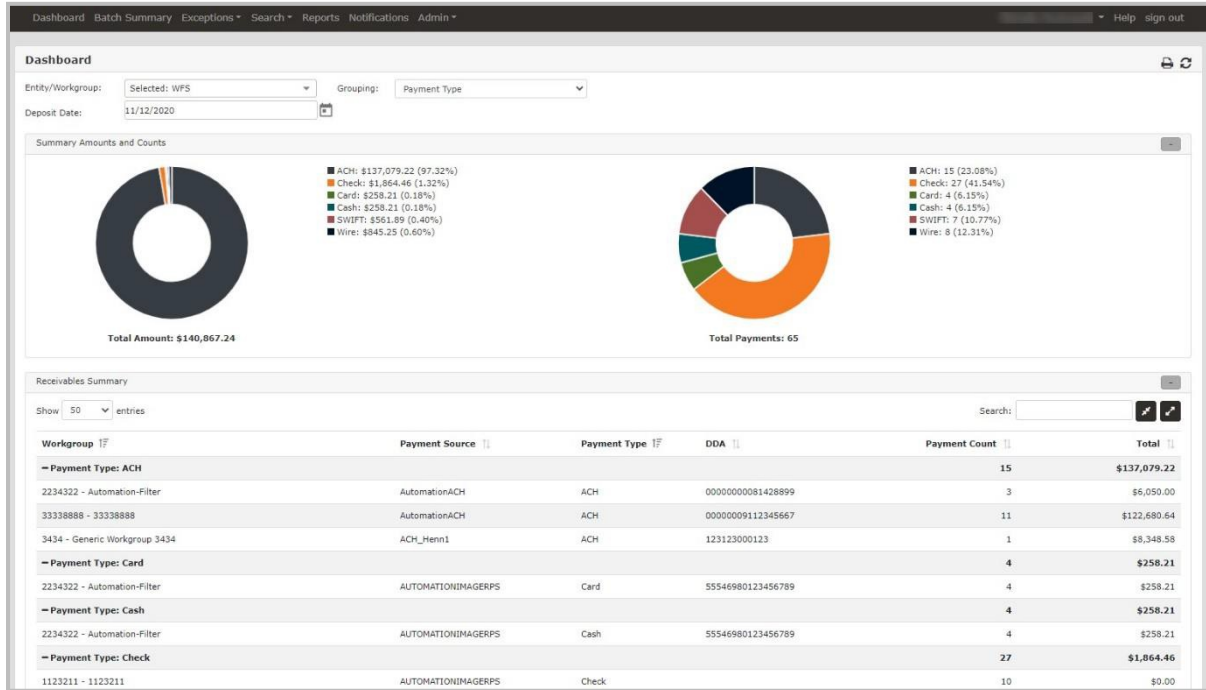 Dashboard Batch Summary Exceptions Search Reports Notifications Admin Help sign out
Dashboard
Entity/Workgroup: Selected: WFS Grouping: Payment Type
Deposit Date: 11/12/2020
Summary Amounts and Counts -
ACH: $137,079.22 (97.32%)
Check: $1,864.46 (1.32%)
Card: $258.21 (0.18%)
Cash: $258.21 (0.18%)
SWIFT: $561.89 (0.40%)
Wire: $845.25 (0.60%)
Total Amount: $140,867.24
ACH: 15 (23.08%)
Check: 27 (41.54%)
Card: 4 (6.15%)
Cash: 4 (6.15%)
SWIFT: 7 (10.77%)
Wire: 8 (12.31%)
Total Payments: 65
Receivables Summary -
Show 50 entries Search:
Workgroup Payment Source Payment Type DDA Payment Count Total
−Payment Type: ACH 15 $137,079.22
2234322 - Automation-Filter AutomationACH ACH 00000000081428899 3 $6,050.00
33338888 - 33338888 AutomationACH ACH 00000009112345667 11 $122,680.64
3434 - Generic Workgroup 3434 ACH_Henn1 ACH 123123000123 1 $8,348.58
−Payment Type: Card 4 $258.21
2234322 - Automation-Filter AUTOMATIONIMAGERPS Card 55546980123456789 4 $258.21
−Payment Type: Cash 4 $258.21
2234322 - Automation-Filter AUTOMATIONIMAGERPS Cash 55546980123456789 4 $258.21
−Payment Type: Check 27 $1,864.46
1123211 - 1123211 AUTOMATIONIMAGERPS Check 10 $0.00